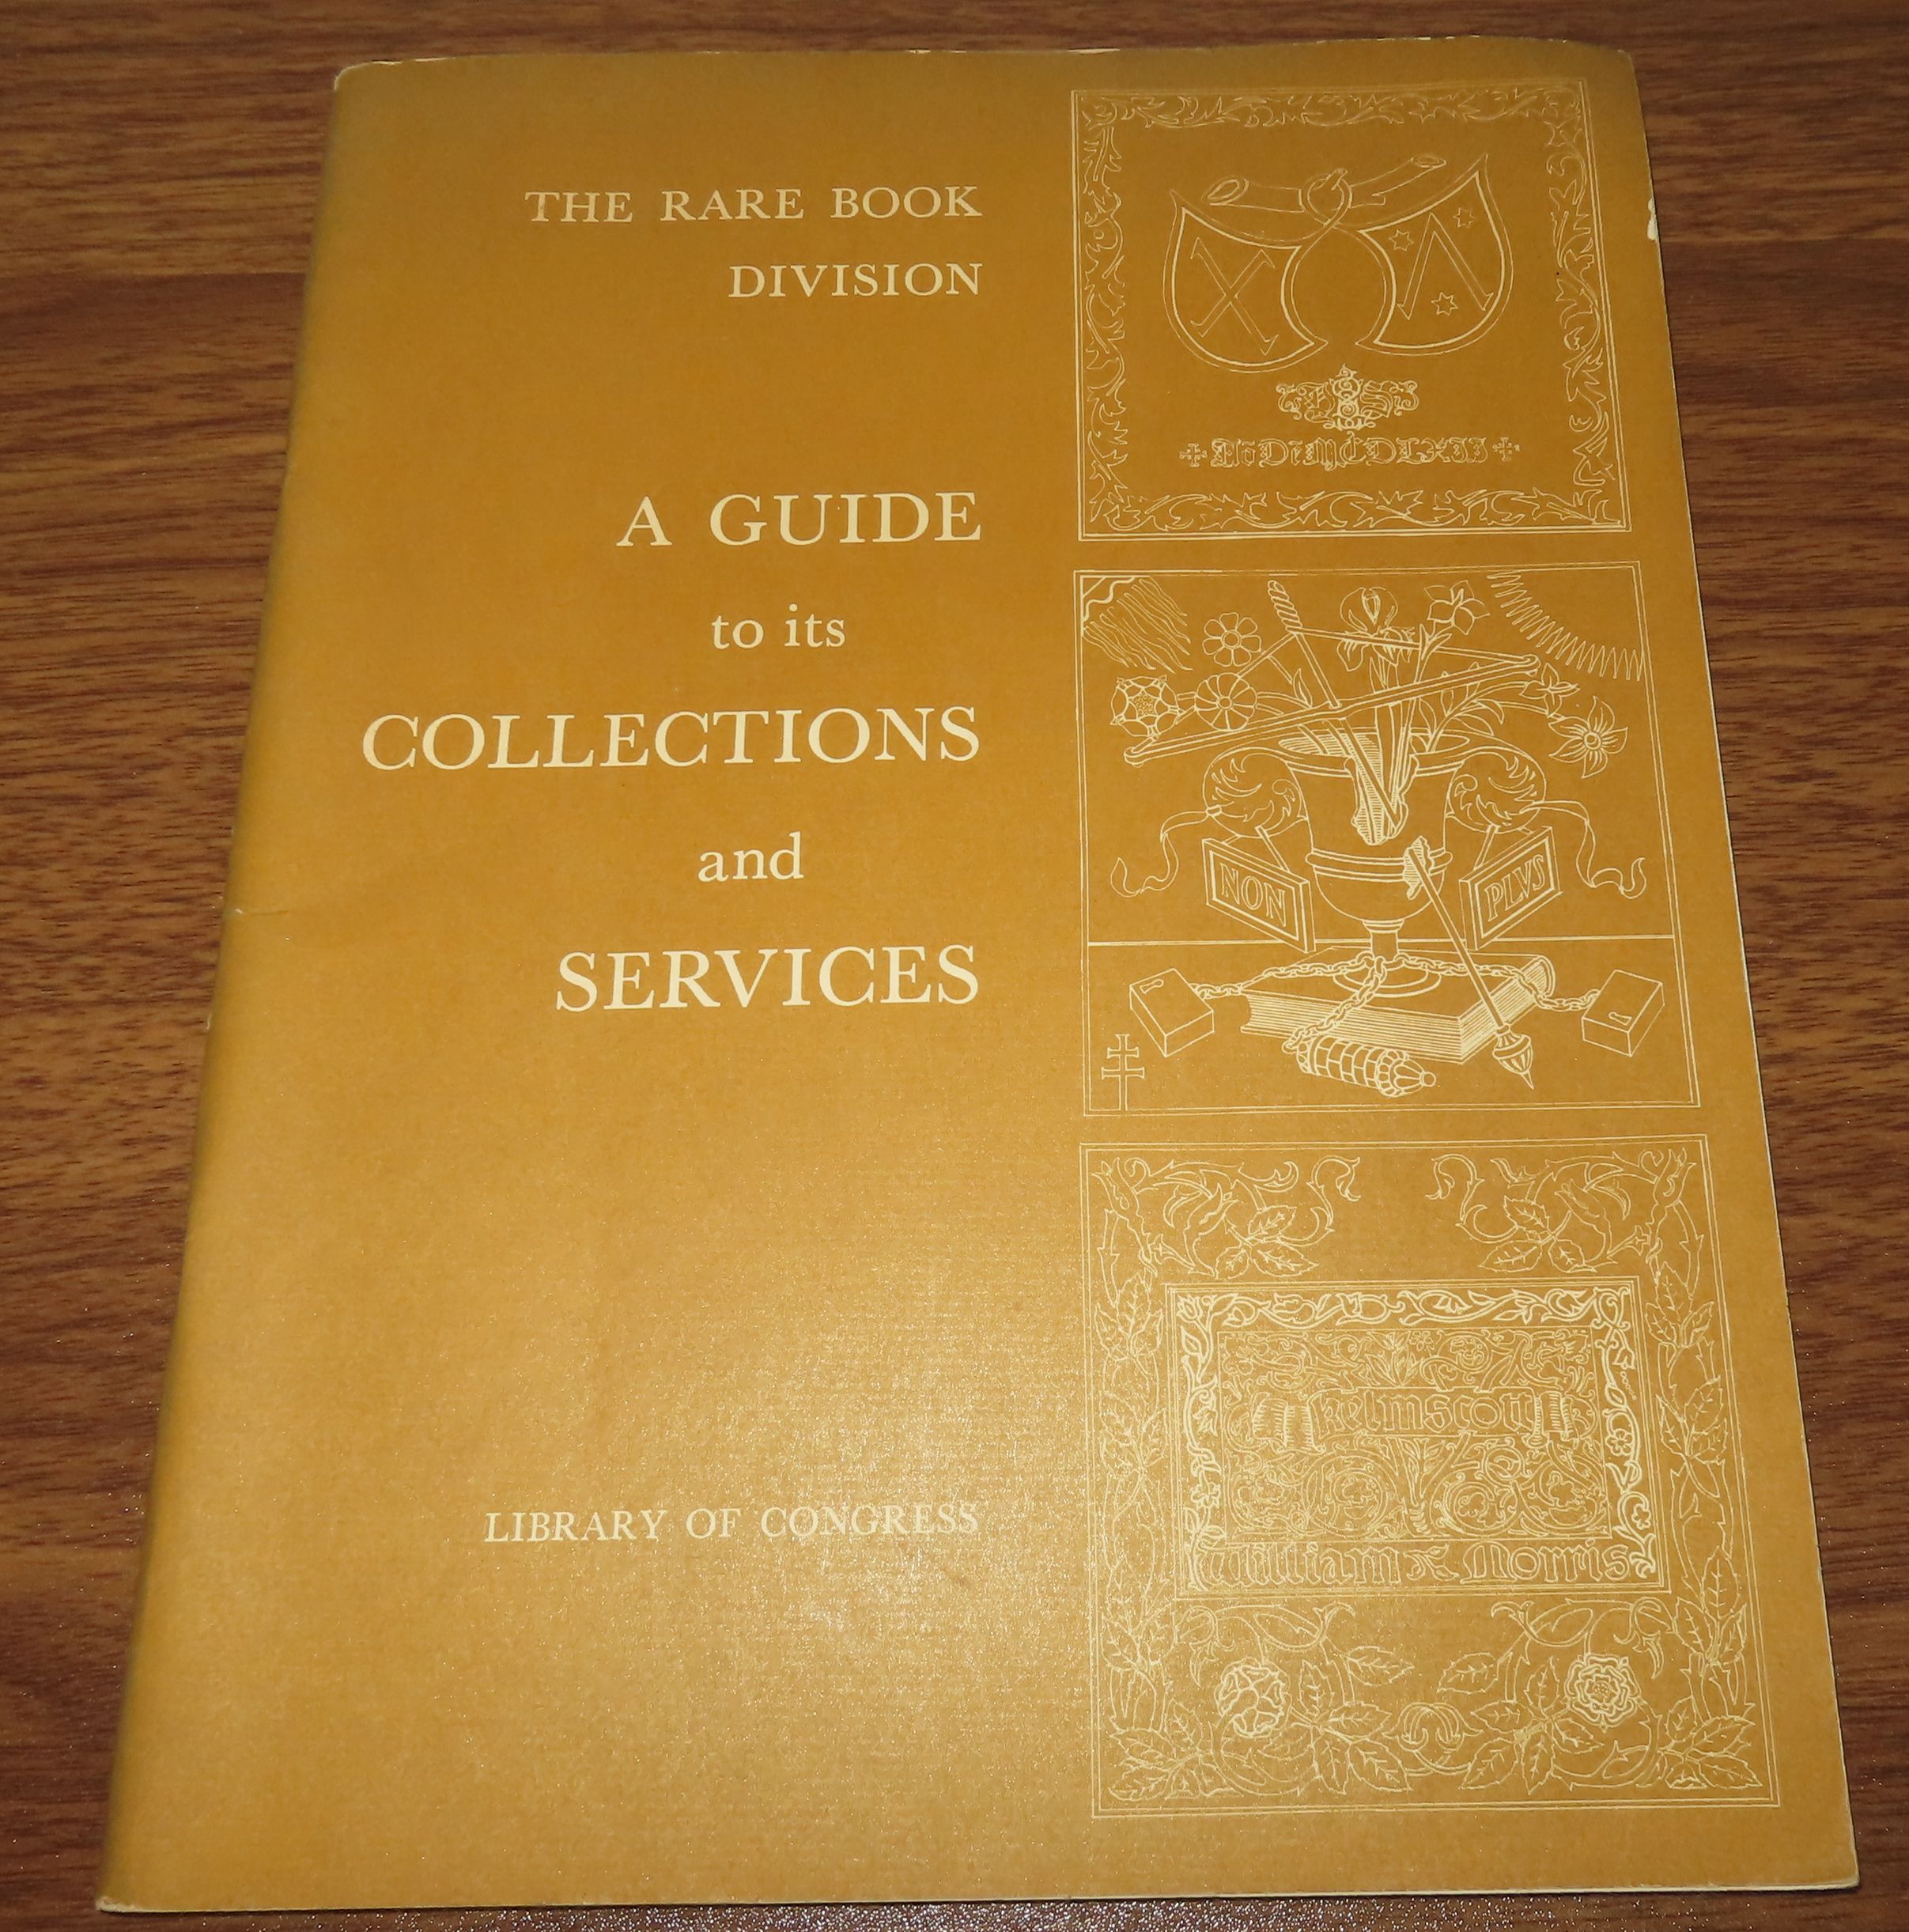 THE RARE BOOK
DIVISION
A GUIDE
to its
COLLECTIONS
and
SERVICES
LIBRARY OF CONGRESS
NON
PLVS
Kelmscott
William Morris